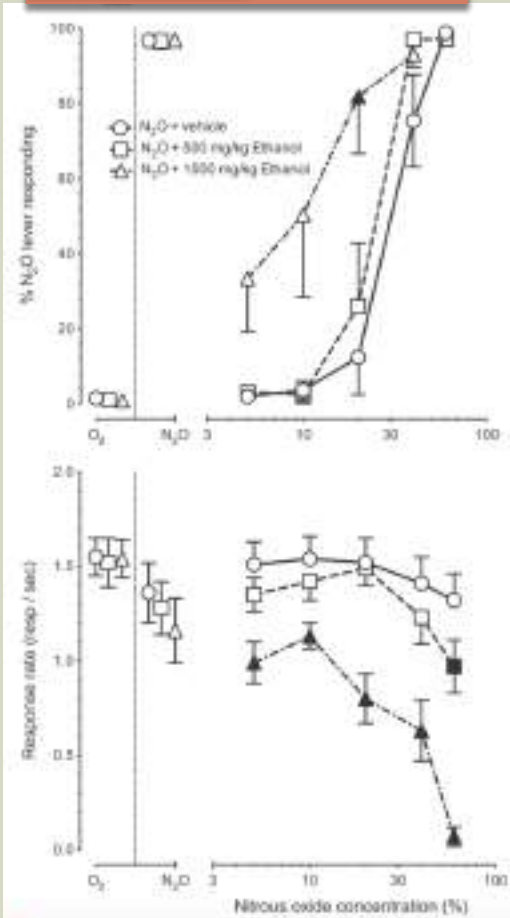 100
80
60
40
20
0
% N₂O lever responding
N₂O + vehicle
N₂O + 500 mg/kg Ethanol
N₂O + 1000 mg/kg Ethanol
O₂ N₂O 3 10 30 100
2.0
1.5
1.0
0.5
0.0
Response rate (resp / sec)
O₂ N₂O 3 10 30 100
Nitrous oxide concentration (%)